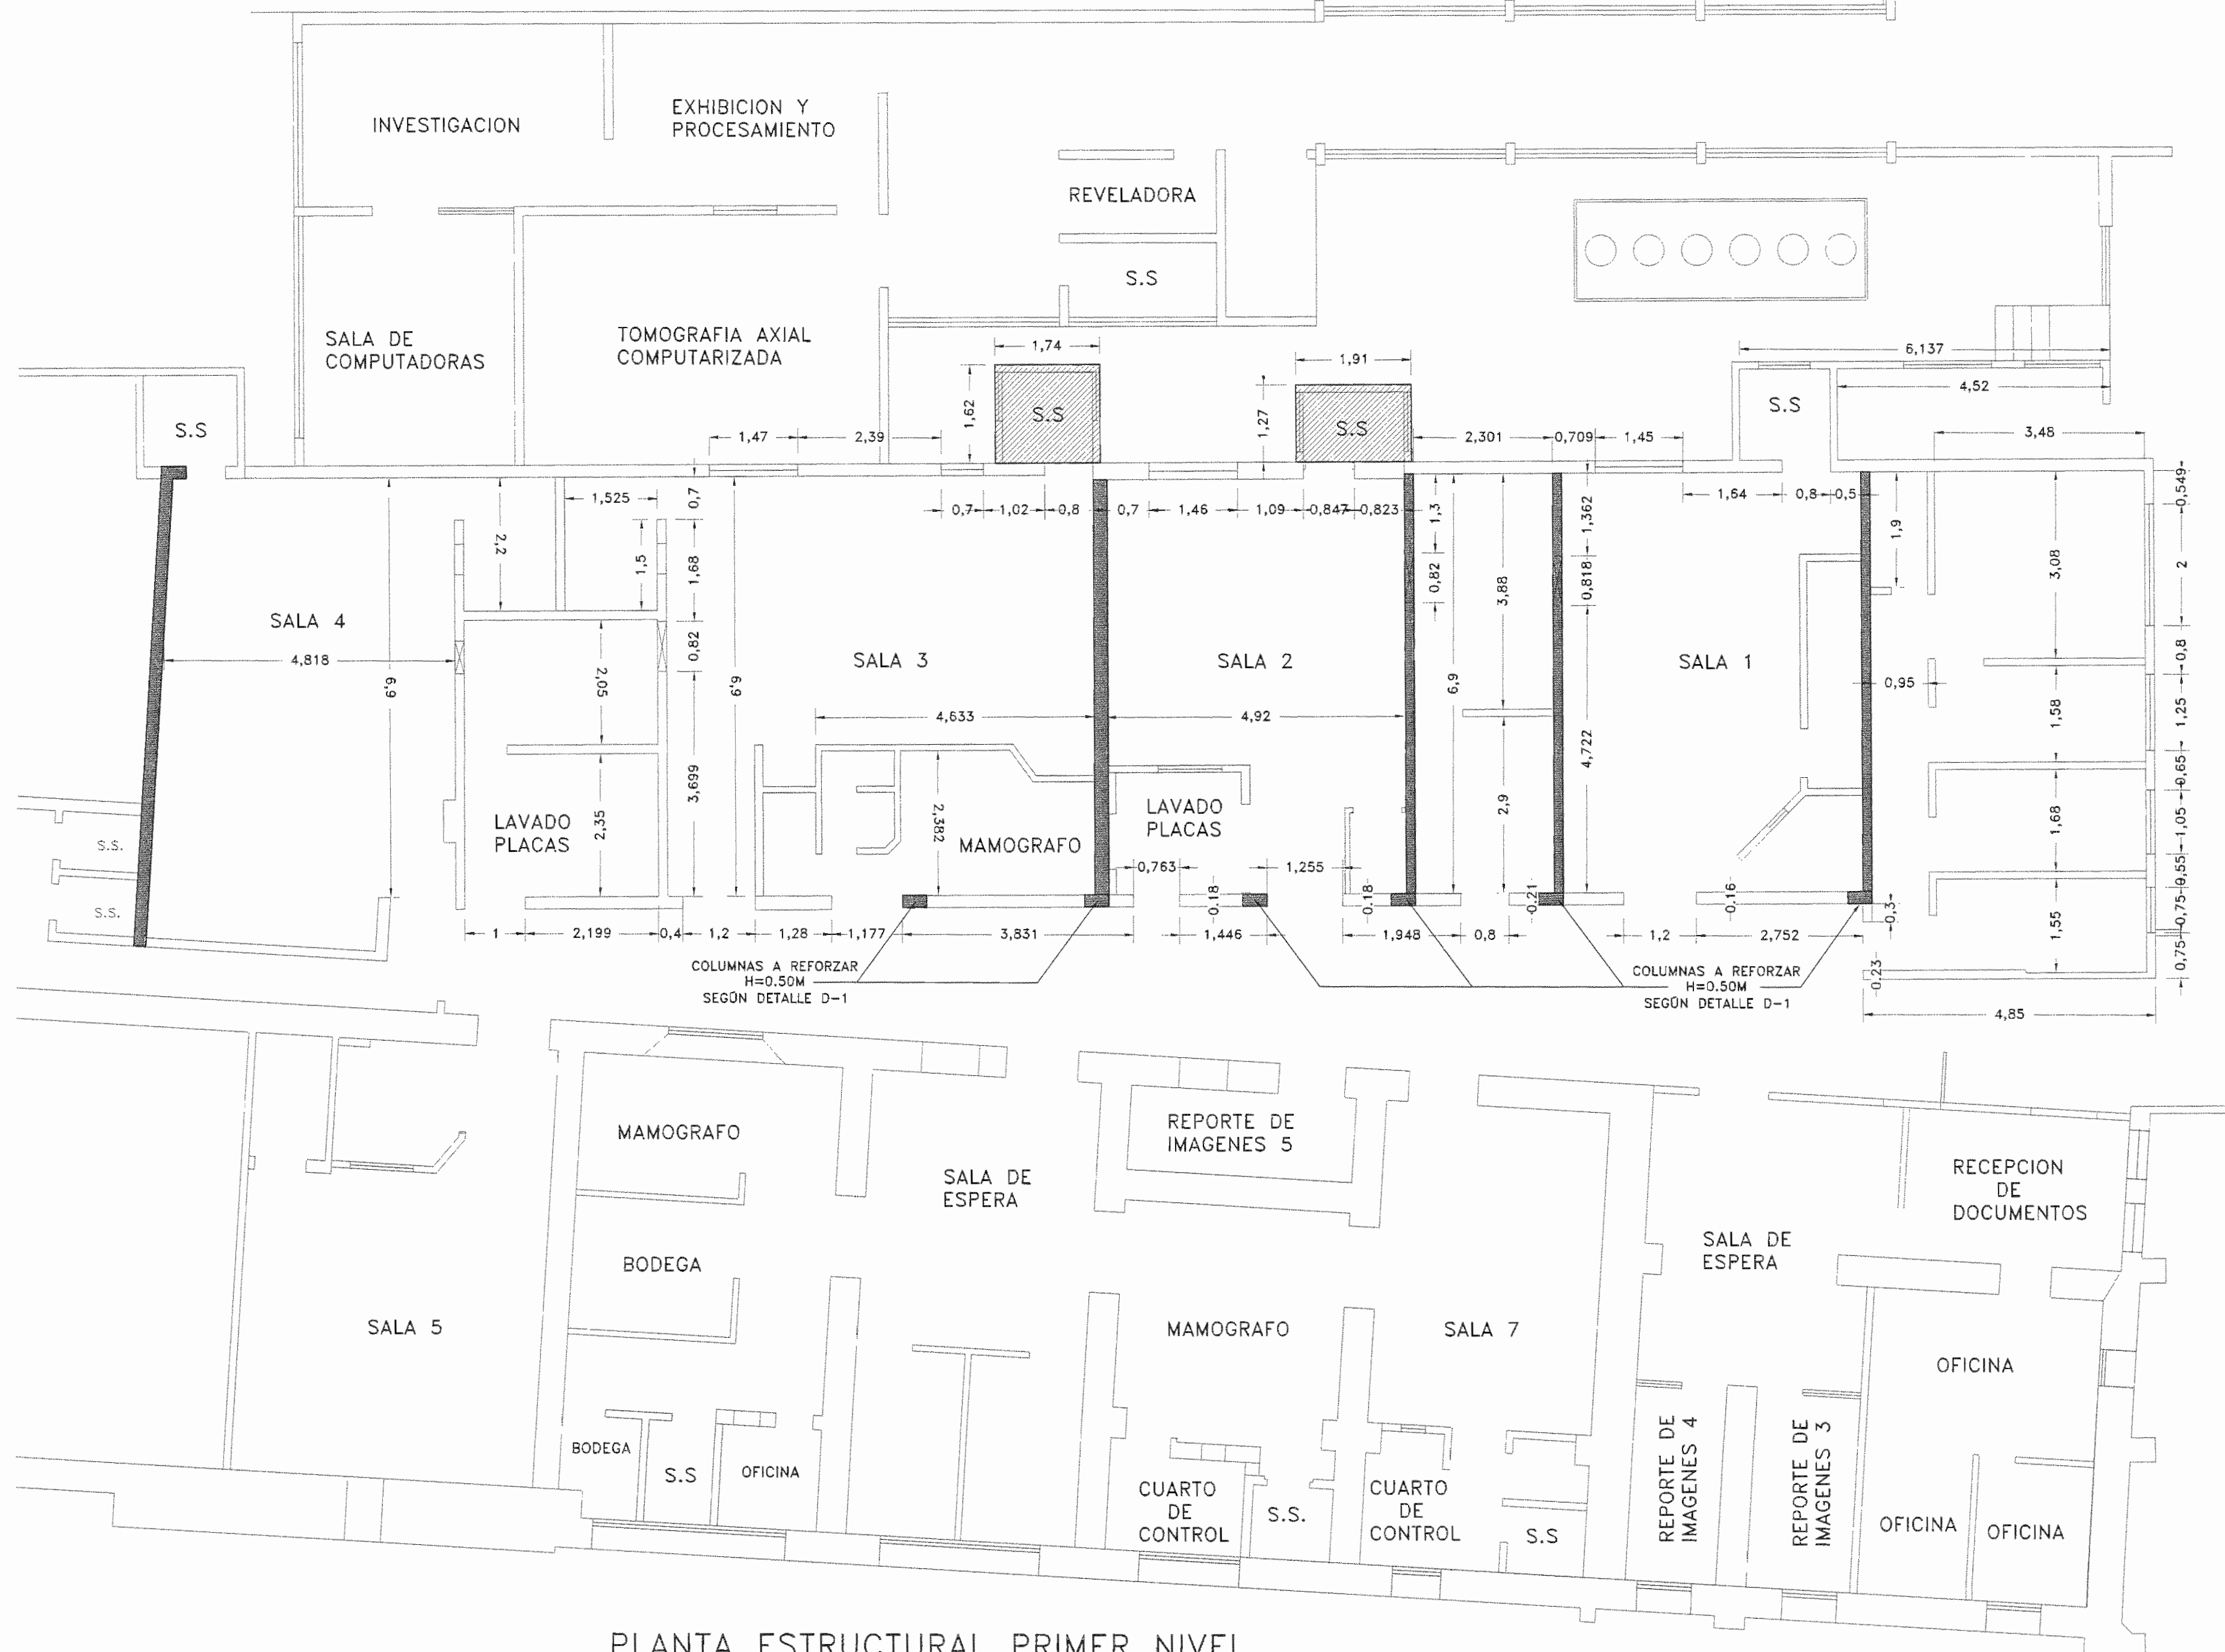 INVESTIGACION
EXHIBICION Y
PROCESAMIENTO
REVELADORA
S.S
SALA DE
COMPUTADORAS
TOMOGRAFIA AXIAL
COMPUTARIZADA
1,74
1,91
6,137
4,52
S.S
1,62
S.S
1,27
S.S
S.S
1,47
2,39
2,301
0,709
1,45
3,48
1,525
0,7
0,7
1,02
0,8
0,7
1,46
1,09
0,847
0,823
1,64
0,8
0,5
0,549
2,2
1,5
1,68
1,3
1,362
1,9
3,08
2
0,82
0,818
3,88
SALA 4
4,818
6,9
2,05
0,82
6,9
SALA 3
SALA 2
6,9
SALA 1
0,95
0,8
4,633
4,92
1,58
1,25
4,722
0,65
3,699
2,35
LAVADO
PLACAS
2,382
MAMOGRAFO
LAVADO
PLACAS
2,9
1,68
1,05
S.S.
0,763
1,255
0,55
S.S.
0.18
0.18
0.21
0.16
0,3
1,55
0,75
1
2,199
0,4
1,2
1,28
1,177
3,831
1,446
1,948
0,8
1,2
2,752
0,75
COLUMNAS A REFORZAR
H=0.50M
SEGÚN DETALLE D-1
COLUMNAS A REFORZAR
H=0.50M
SEGÚN DETALLE D-1
0.23
4,85
MAMOGRAFO
REPORTE DE
IMAGENES 5
SALA DE
ESPERA
RECEPCION
DE
DOCUMENTOS
SALA DE
ESPERA
BODEGA
SALA 5
MAMOGRAFO
SALA 7
OFICINA
BODEGA
S.S
OFICINA
CUARTO
DE
CONTROL
S.S.
CUARTO
DE
CONTROL
S.S
REPORTE DE
IMAGENES 4
REPORTE DE
IMAGENES 3
OFICINA
OFICINA
PLANTA ESTRUCTURAL PRIMER NIVEL